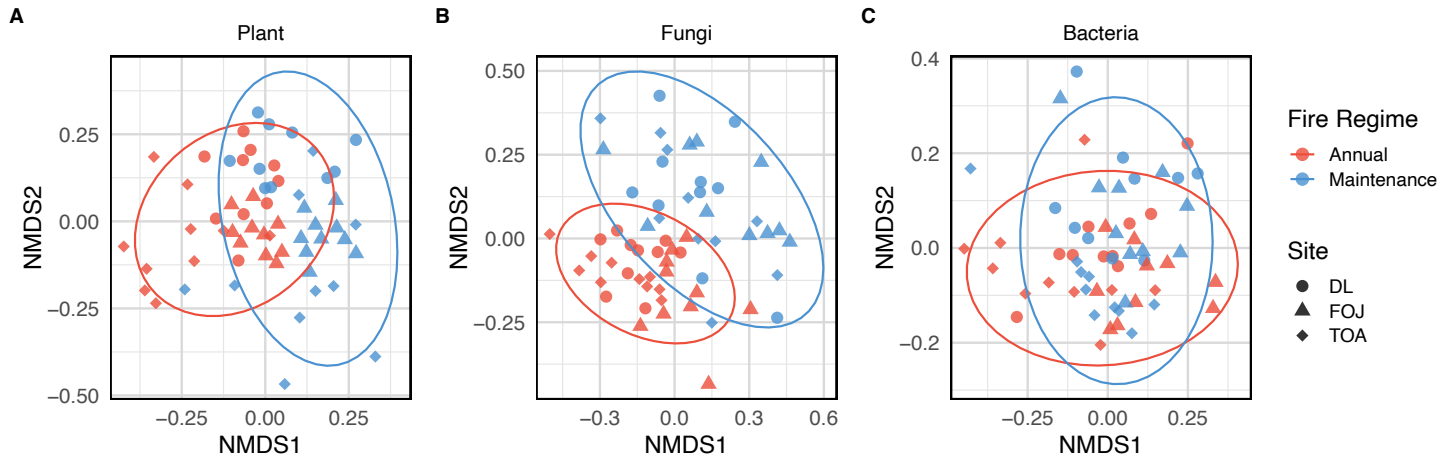 A
Plant
0.25
0.00
−0.25
−0.50
−0.25
0.00
0.25
NMDS1
NMDS2
B
Fungi
0.50
0.25
0.00
−0.25
−0.3
0.0
0.3
0.6
NMDS1
NMDS2
C
Bacteria
0.4
0.2
0.0
−0.2
−0.25
0.00
0.25
NMDS1
NMDS2
Fire Regime
Annual
Maintenance
Site
DL
FOJ
TOA